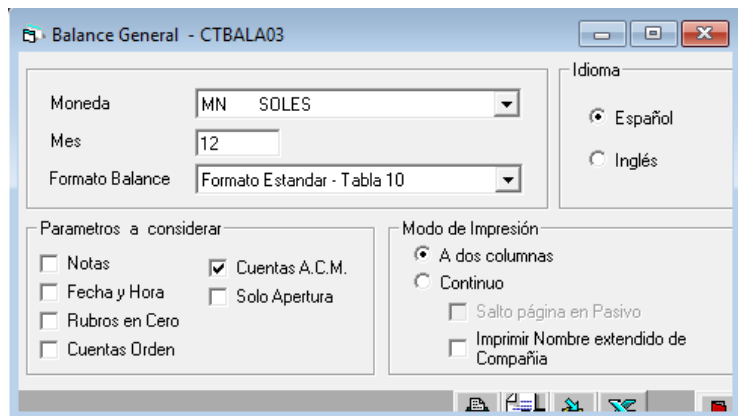 Balance General - CTBALA03
Moneda
MN SOLES
Mes
12
Formato Balance
Formato Estandar - Tabla 10
Idioma
Español
Inglés
Parametros a considerar
Notas
Cuentas A.C.M.
Fecha y Hora
Solo Apertura
Rubros en Cero
Cuentas Orden
Modo de Impresión
A dos columnas
Continuo
Salto página en Pasivo
Imprimir Nombre extendido de
Compañia